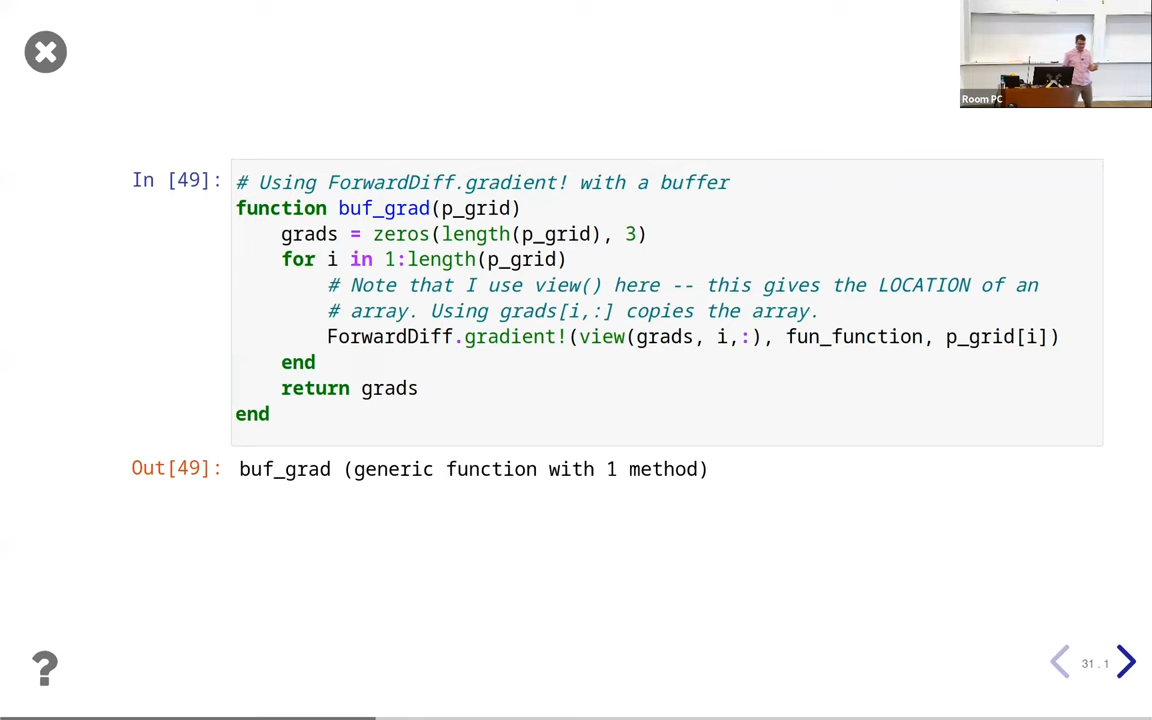 Room PC
In [49]:
# Using ForwardDiff.gradient! with a buffer
function buf_grad(p_grid)
    grads = zeros(length(p_grid), 3)
    for i in 1:length(p_grid)
        # Note that I use view() here -- this gives the LOCATION of an
        # array. Using grads[i,:] copies the array.
        ForwardDiff.gradient!(view(grads, i,:), fun_function, p_grid[i])
    end
    return grads
end
Out[49]: buf_grad (generic function with 1 method)
?
31.1